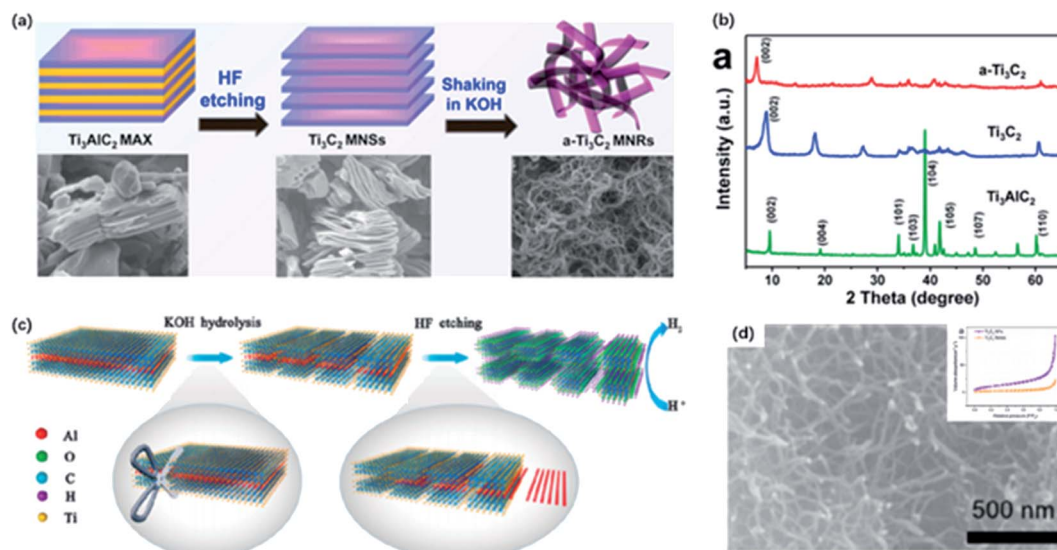 (a)
HF
etching
Shaking
in KOH
Ti₃AlC₂ MAX
Ti₃C₂ MNSs
a-Ti₃C₂ MNRs
(b)
a
Intensity (a.u.)
(002)
a-Ti₃C₂
(002)
Ti₃C₂
(002)
(004)
(101)
(103)
(104)
(105)
(107)
(110)
Ti₃AlC₂
10 20 30 40 50 60
2 Theta (degree)
(c)
KOH hydrolysis
HF etching
H₂
H⁺
Al
O
C
H
Ti
(d)
500 nm